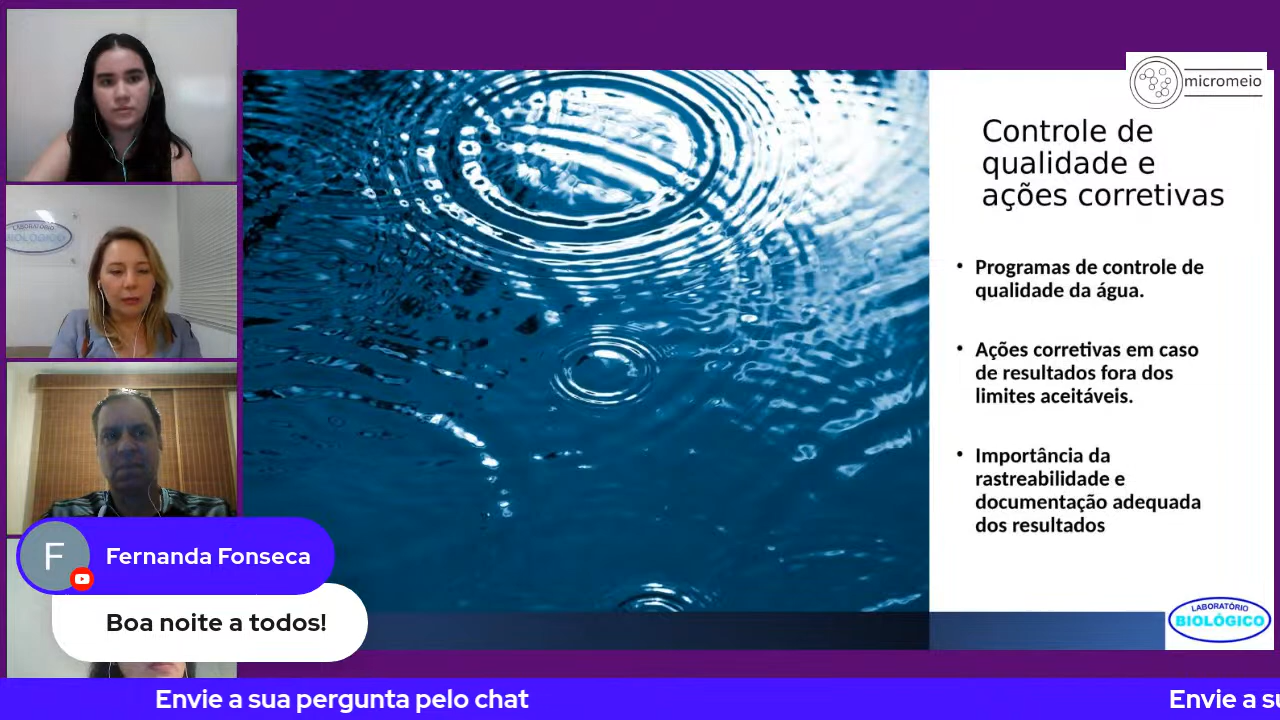 LABORATÓRIO
BIOLÓGICO
micromeio
Controle de
qualidade e
ações corretivas
• Programas de controle de
qualidade da água.
• Ações corretivas em caso
de resultados fora dos
limites aceitáveis.
• Importância da
rastreabilidade e
documentação adequada
dos resultados
LABORATÓRIO
BIOLÓGICO
F
Fernanda Fonseca
Boa noite a todos!
Envie a sua pergunta pelo chat
Envie a su